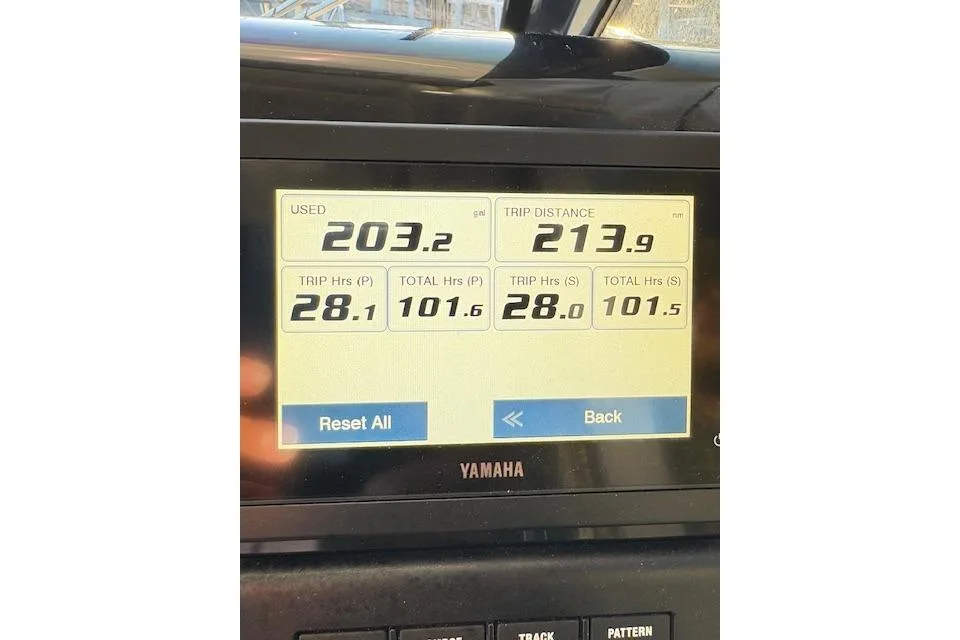 USED gal TRIP DISTANCE nm
203.2 213.9
TRIP Hrs (P) TOTAL Hrs (P) TRIP Hrs (S) TOTAL Hrs (S)
28.1 101.6 28.0 101.5
Reset All Back
YAMAHA
TRACK PATTERN